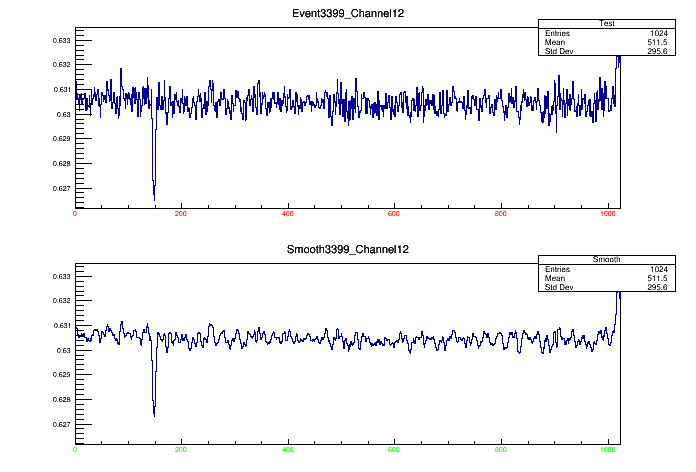 Event3399_Channel12
Test
Entries 1024
Mean 511.5
Std Dev 295.6
0.633
0.632
0.631
0.63
0.629
0.628
0.627
0 200 400 600 800 1000
Smooth3399_Channel12
Smooth
Entries 1024
Mean 511.5
Std Dev 295.6
0.633
0.632
0.631
0.63
0.629
0.628
0.627
0 200 400 600 800 1000